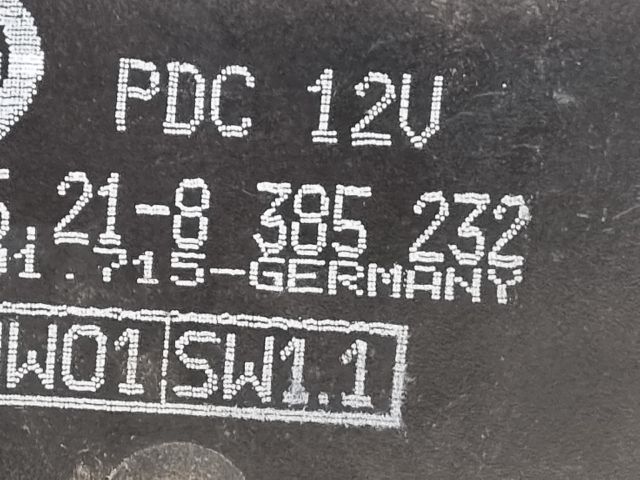 PDC 12V
21-8 385 232
.715-GERMANY
W01 SW1.1